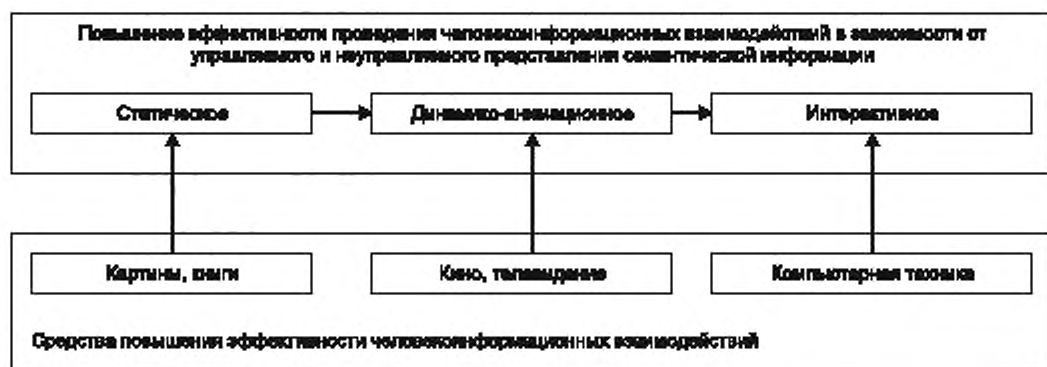 Повышение эффективности проведения человекоинформационных взаимодействий в зависимости от
управляемого и неуправляемого представления семантической информации
Статическое
Динамико-анимационное
Интерактивное
Картины, книги
Кино, телевидение
Компьютерная техника
Средства повышения эффективности человекоинформационных взаимодействий